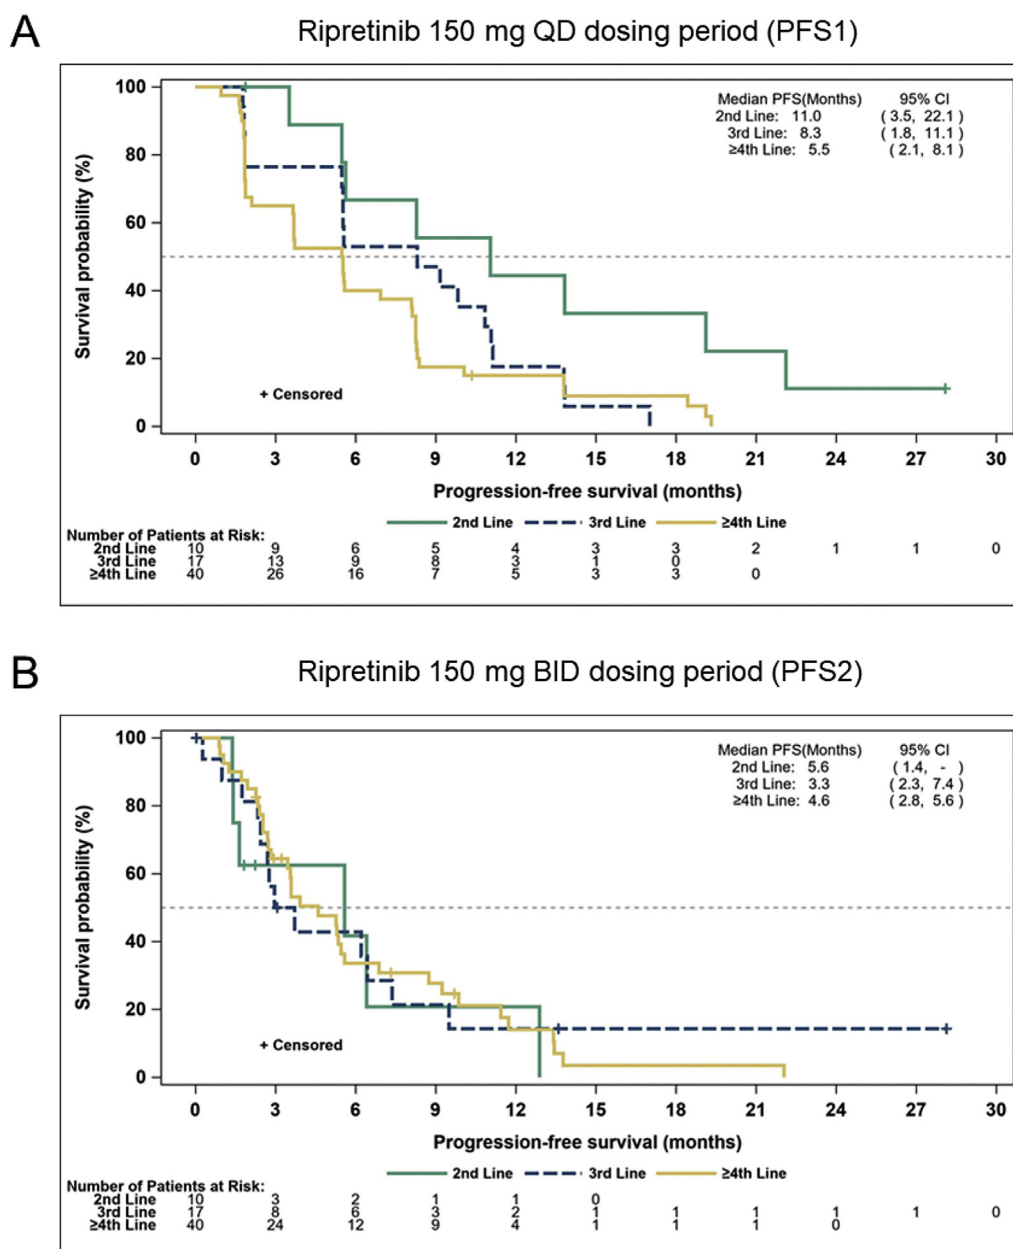 A
Ripretinib 150 mg QD dosing period (PFS1)
Median PFS(Months) 95% CI
2nd Line: 11.0 ( 3.5, 22.1 )
3rd Line: 8.3 ( 1.8, 11.1 )
≥4th Line: 5.5 ( 2.1, 8.1 )
100
80
60
40
20
0
Survival probability (%)
+ Censored
0 3 6 9 12 15 18 21 24 27 30
Progression-free survival (months)
2nd Line 3rd Line ≥4th Line
Number of Patients at Risk:
2nd Line 10 9 6 5 4 3 3 2 1 1 0
3rd Line 17 13 9 8 3 1 0
≥4th Line 40 26 16 7 5 3 3 0
B
Ripretinib 150 mg BID dosing period (PFS2)
Median PFS(Months) 95% CI
2nd Line: 5.6 ( 1.4, - )
3rd Line: 3.3 ( 2.3, 7.4 )
≥4th Line: 4.6 ( 2.8, 5.6 )
100
80
60
40
20
0
Survival probability (%)
+ Censored
0 3 6 9 12 15 18 21 24 27 30
Progression-free survival (months)
2nd Line 3rd Line ≥4th Line
Number of Patients at Risk:
2nd Line 10 3 2 1 1 0
3rd Line 17 8 6 3 2 1 1 1 1 1 0
≥4th Line 40 24 12 9 4 1 1 1 0